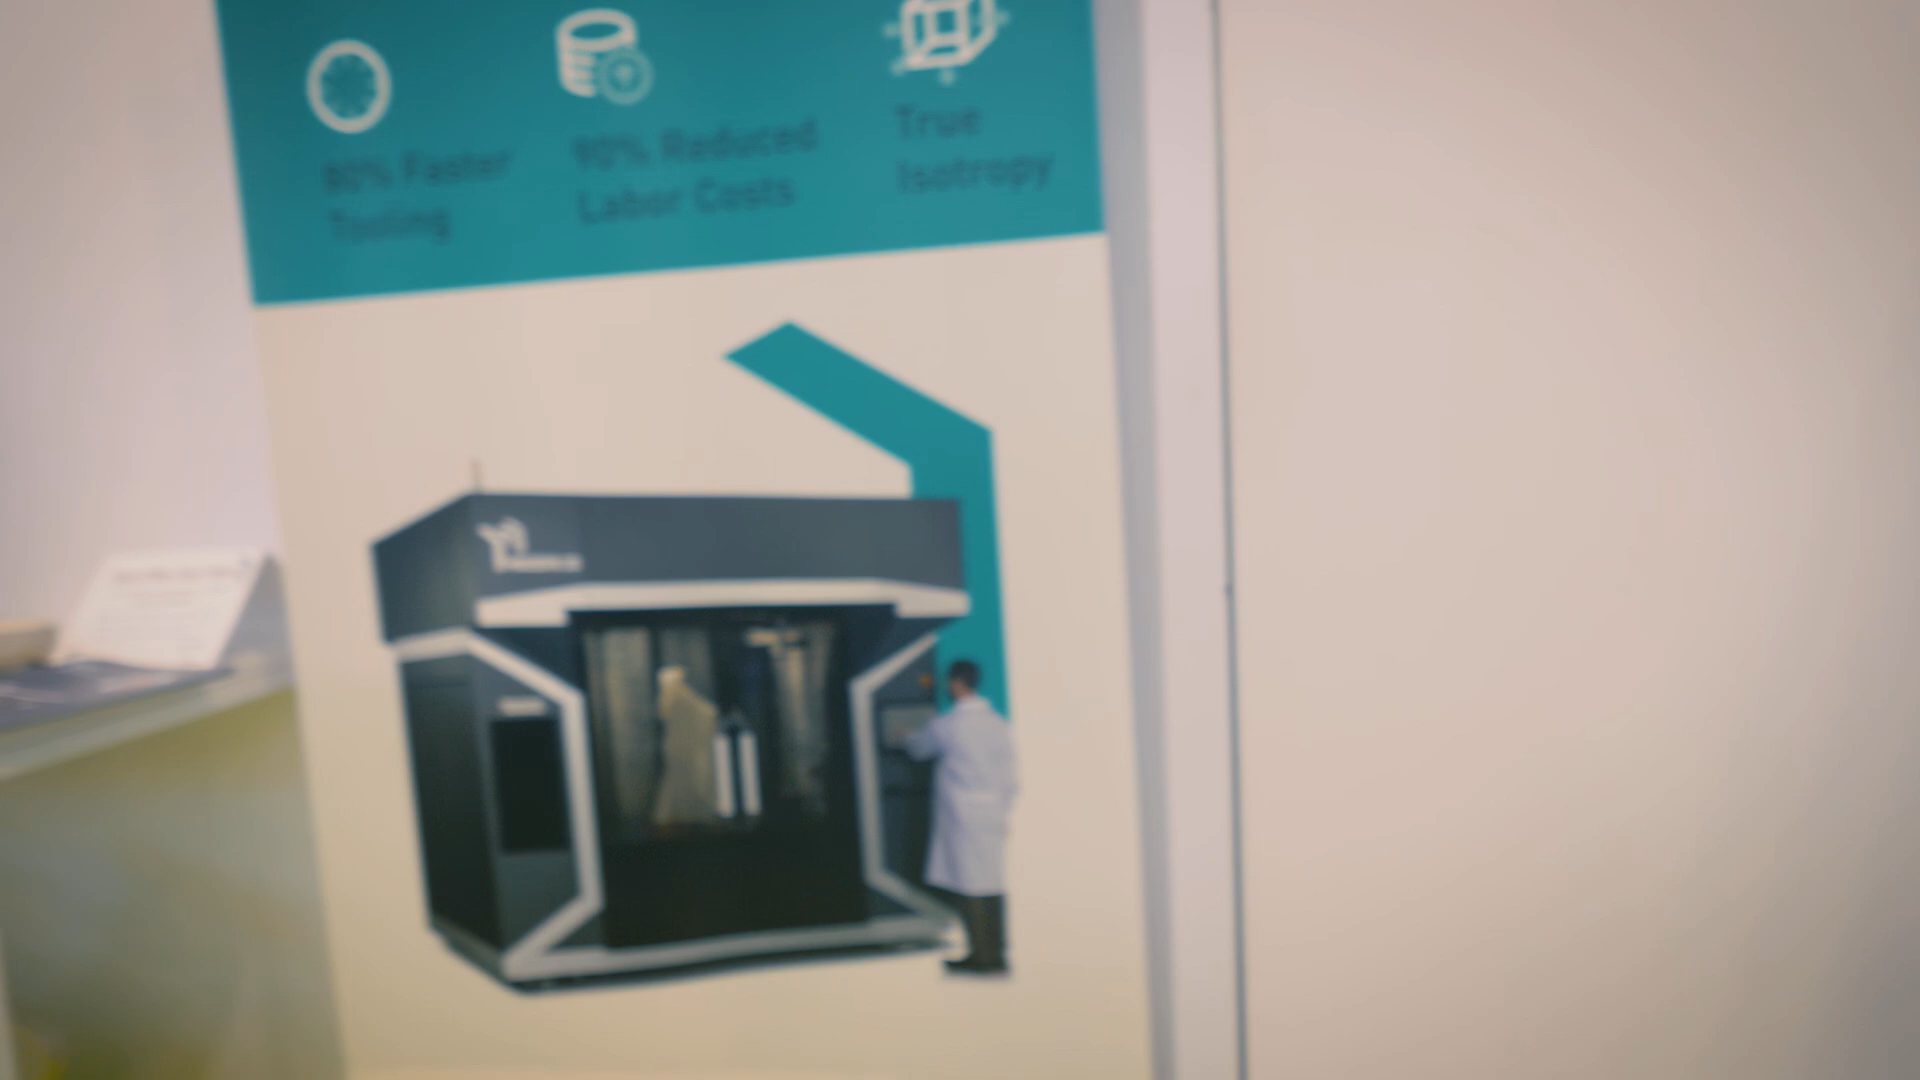 90% Faster
Tooling
90% Reduced
Labor Costs
True
Isotropy